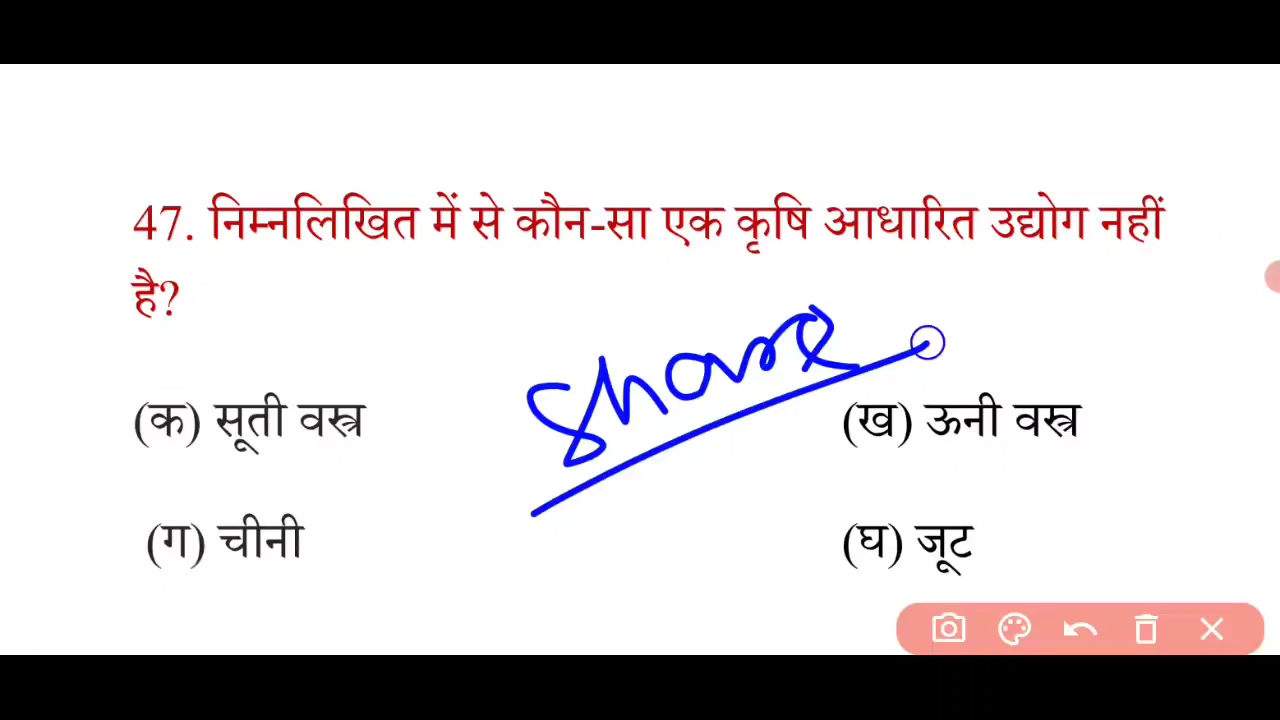 47. निम्नलिखित में से कौन-सा एक कृषि आधारित उद्योग नहीं
है?
share
(क) सूती वस्त्र
(ख) ऊनी वस्त्र
(ग) चीनी
(घ) जूट